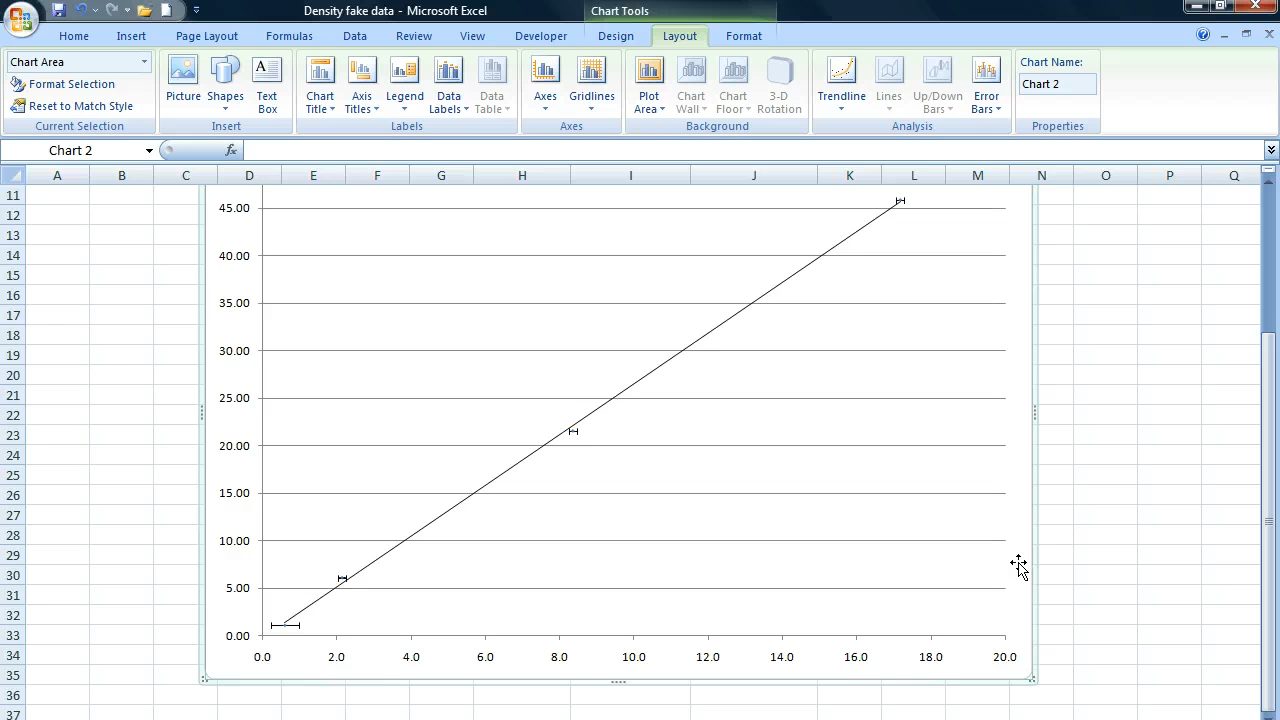 Density fake data - Microsoft Excel
Chart Tools
Home Insert Page Layout Formulas Data Review View Developer Design Layout Format
Chart Area
Format Selection
Reset to Match Style
Current Selection
Picture
Shapes
Text Box
Insert
Chart Title
Axis Titles
Legend
Data Labels
Data Table
Labels
Axes
Gridlines
Axes
Plot Area
Chart Wall
Chart Floor
3-D Rotation
Background
Trendline
Lines
Up/Down Bars
Error Bars
Analysis
Chart Name:
Chart 2
Properties
Chart 2
fx
A B C D E F G H I J K L M N O P Q
11
12
13
14
15
16
17
18
19
20
21
22
23
24
25
26
27
28
29
30
31
32
33
34
35
36
37
45.00
40.00
35.00
30.00
25.00
20.00
15.00
10.00
5.00
0.00
0.0 2.0 4.0 6.0 8.0 10.0 12.0 14.0 16.0 18.0 20.0